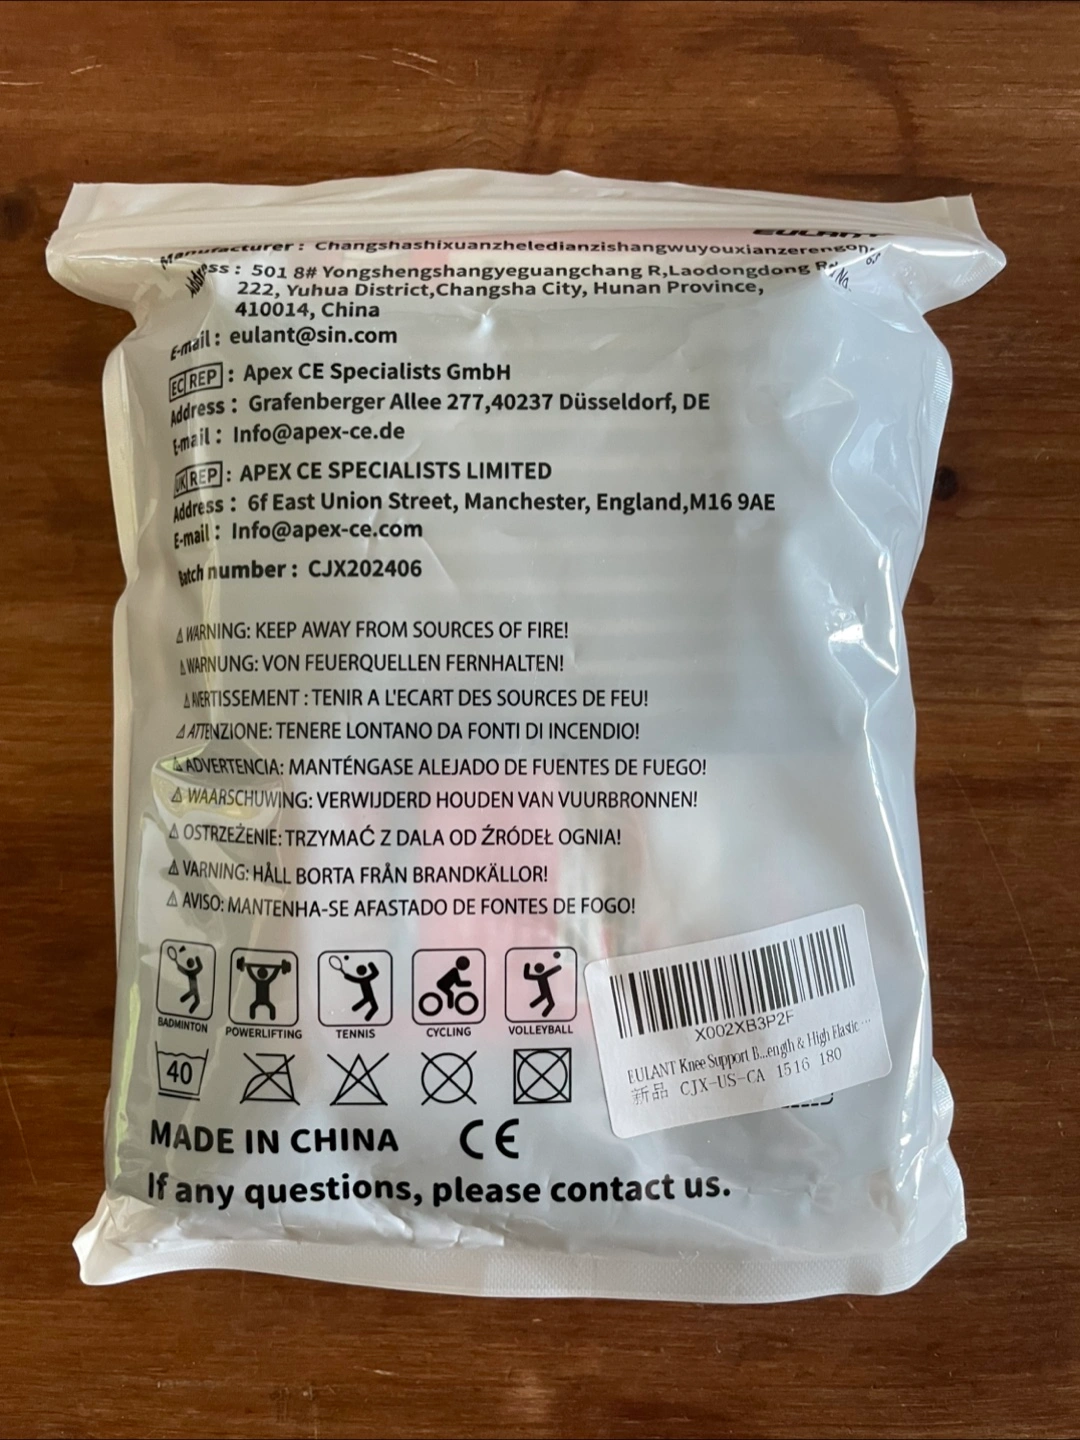 EULANT
Manufacturer : Changshashixuanzheledianzishangwuyouxianzerengon
Address : 501 8# Yongshengshangyeguangchang R,Laodongdong Rd No.
222, Yuhua District,Changsha City, Hunan Province,
410014, China
E-mail : eulant@sin.com
EC REP : Apex CE Specialists GmbH
Address : Grafenberger Allee 277,40237 Düsseldorf, DE
E-mail : Info@apex-ce.de
UK REP : APEX CE SPECIALISTS LIMITED
Address : 6f East Union Street, Manchester, England,M16 9AE
E-mail : Info@apex-ce.com
Batch number : CJX202406
⚠ WARNING: KEEP AWAY FROM SOURCES OF FIRE!
⚠ WARNUNG: VON FEUERQUELLEN FERNHALTEN!
⚠ AVERTISSEMENT : TENIR A L'ECART DES SOURCES DE FEU!
⚠ ATTENZIONE: TENERE LONTANO DA FONTI DI INCENDIO!
⚠ ADVERTENCIA: MANTÉNGASE ALEJADO DE FUENTES DE FUEGO!
⚠ WAARSCHUWING: VERWIJDERD HOUDEN VAN VUURBRONNEN!
⚠ OSTRZEŻENIE: TRZYMAĆ Z DALA OD ŹRÓDEŁ OGNIA!
⚠ VARNING: HÅLL BORTA FRÅN BRANDKÄLLOR!
⚠ AVISO: MANTENHA-SE AFASTADO DE FONTES DE FOGO!
BADMINTON POWERLIFTING TENNIS CYCLING VOLLEYBALL
40
X002XB3P2F
EULANT Knee Support B...ength & High Elastic ...
新品 CJX-US-CA 1516 180
MADE IN CHINA CE
If any questions, please contact us.